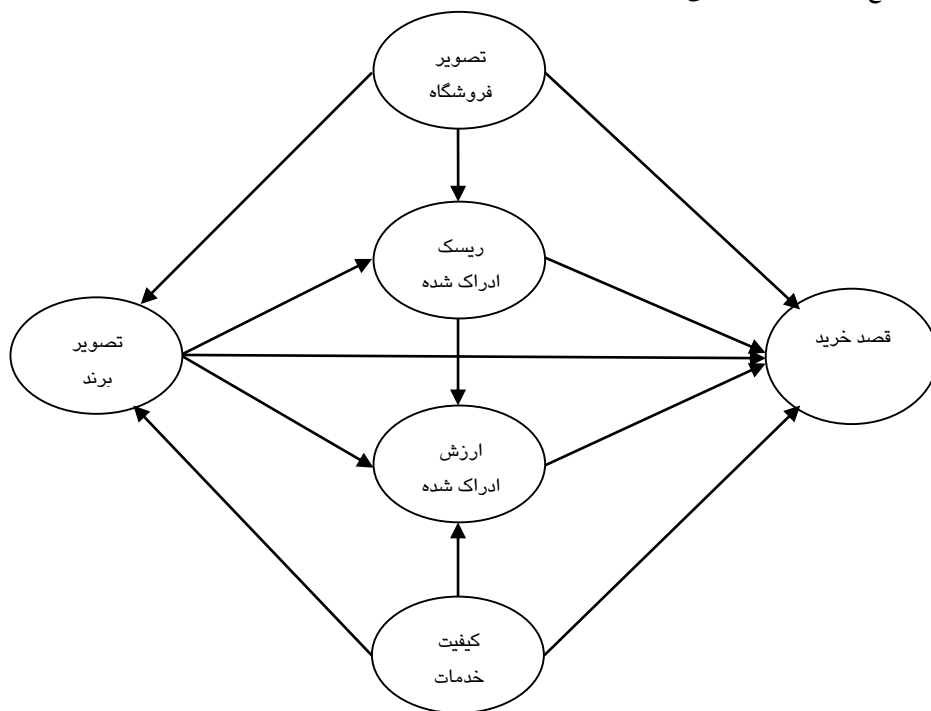 تصویر
فروشگاه
ریسک
ادراک شده
تصویر
برند
قصد خرید
ارزش
ادراک شده
کیفیت
خدمات